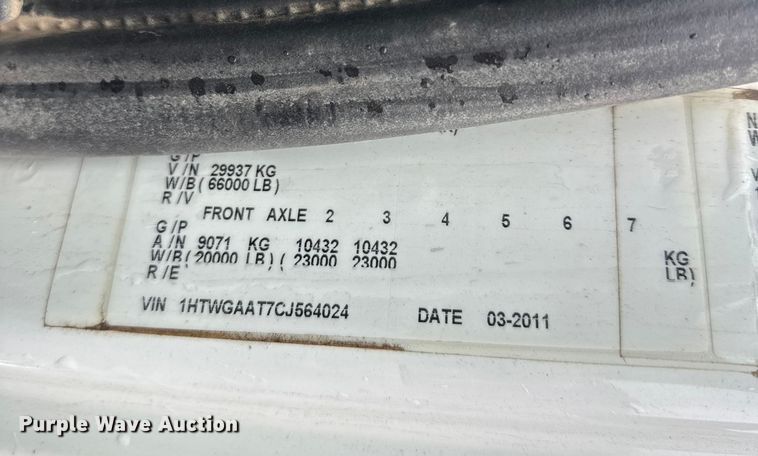 G/P
V/N 29937 KG
W/B ( 66000 LB )
R/V
FRONT AXLE 2 3 4 5 6 7
G/P
A/N 9071 KG 10432 10432 KG
W/B ( 20000 LB ) ( 23000 23000 LB)
R/E
VIN 1HTWGAAT7CJ564024 DATE 03-2011
N
W
V
Purple Wave Auction